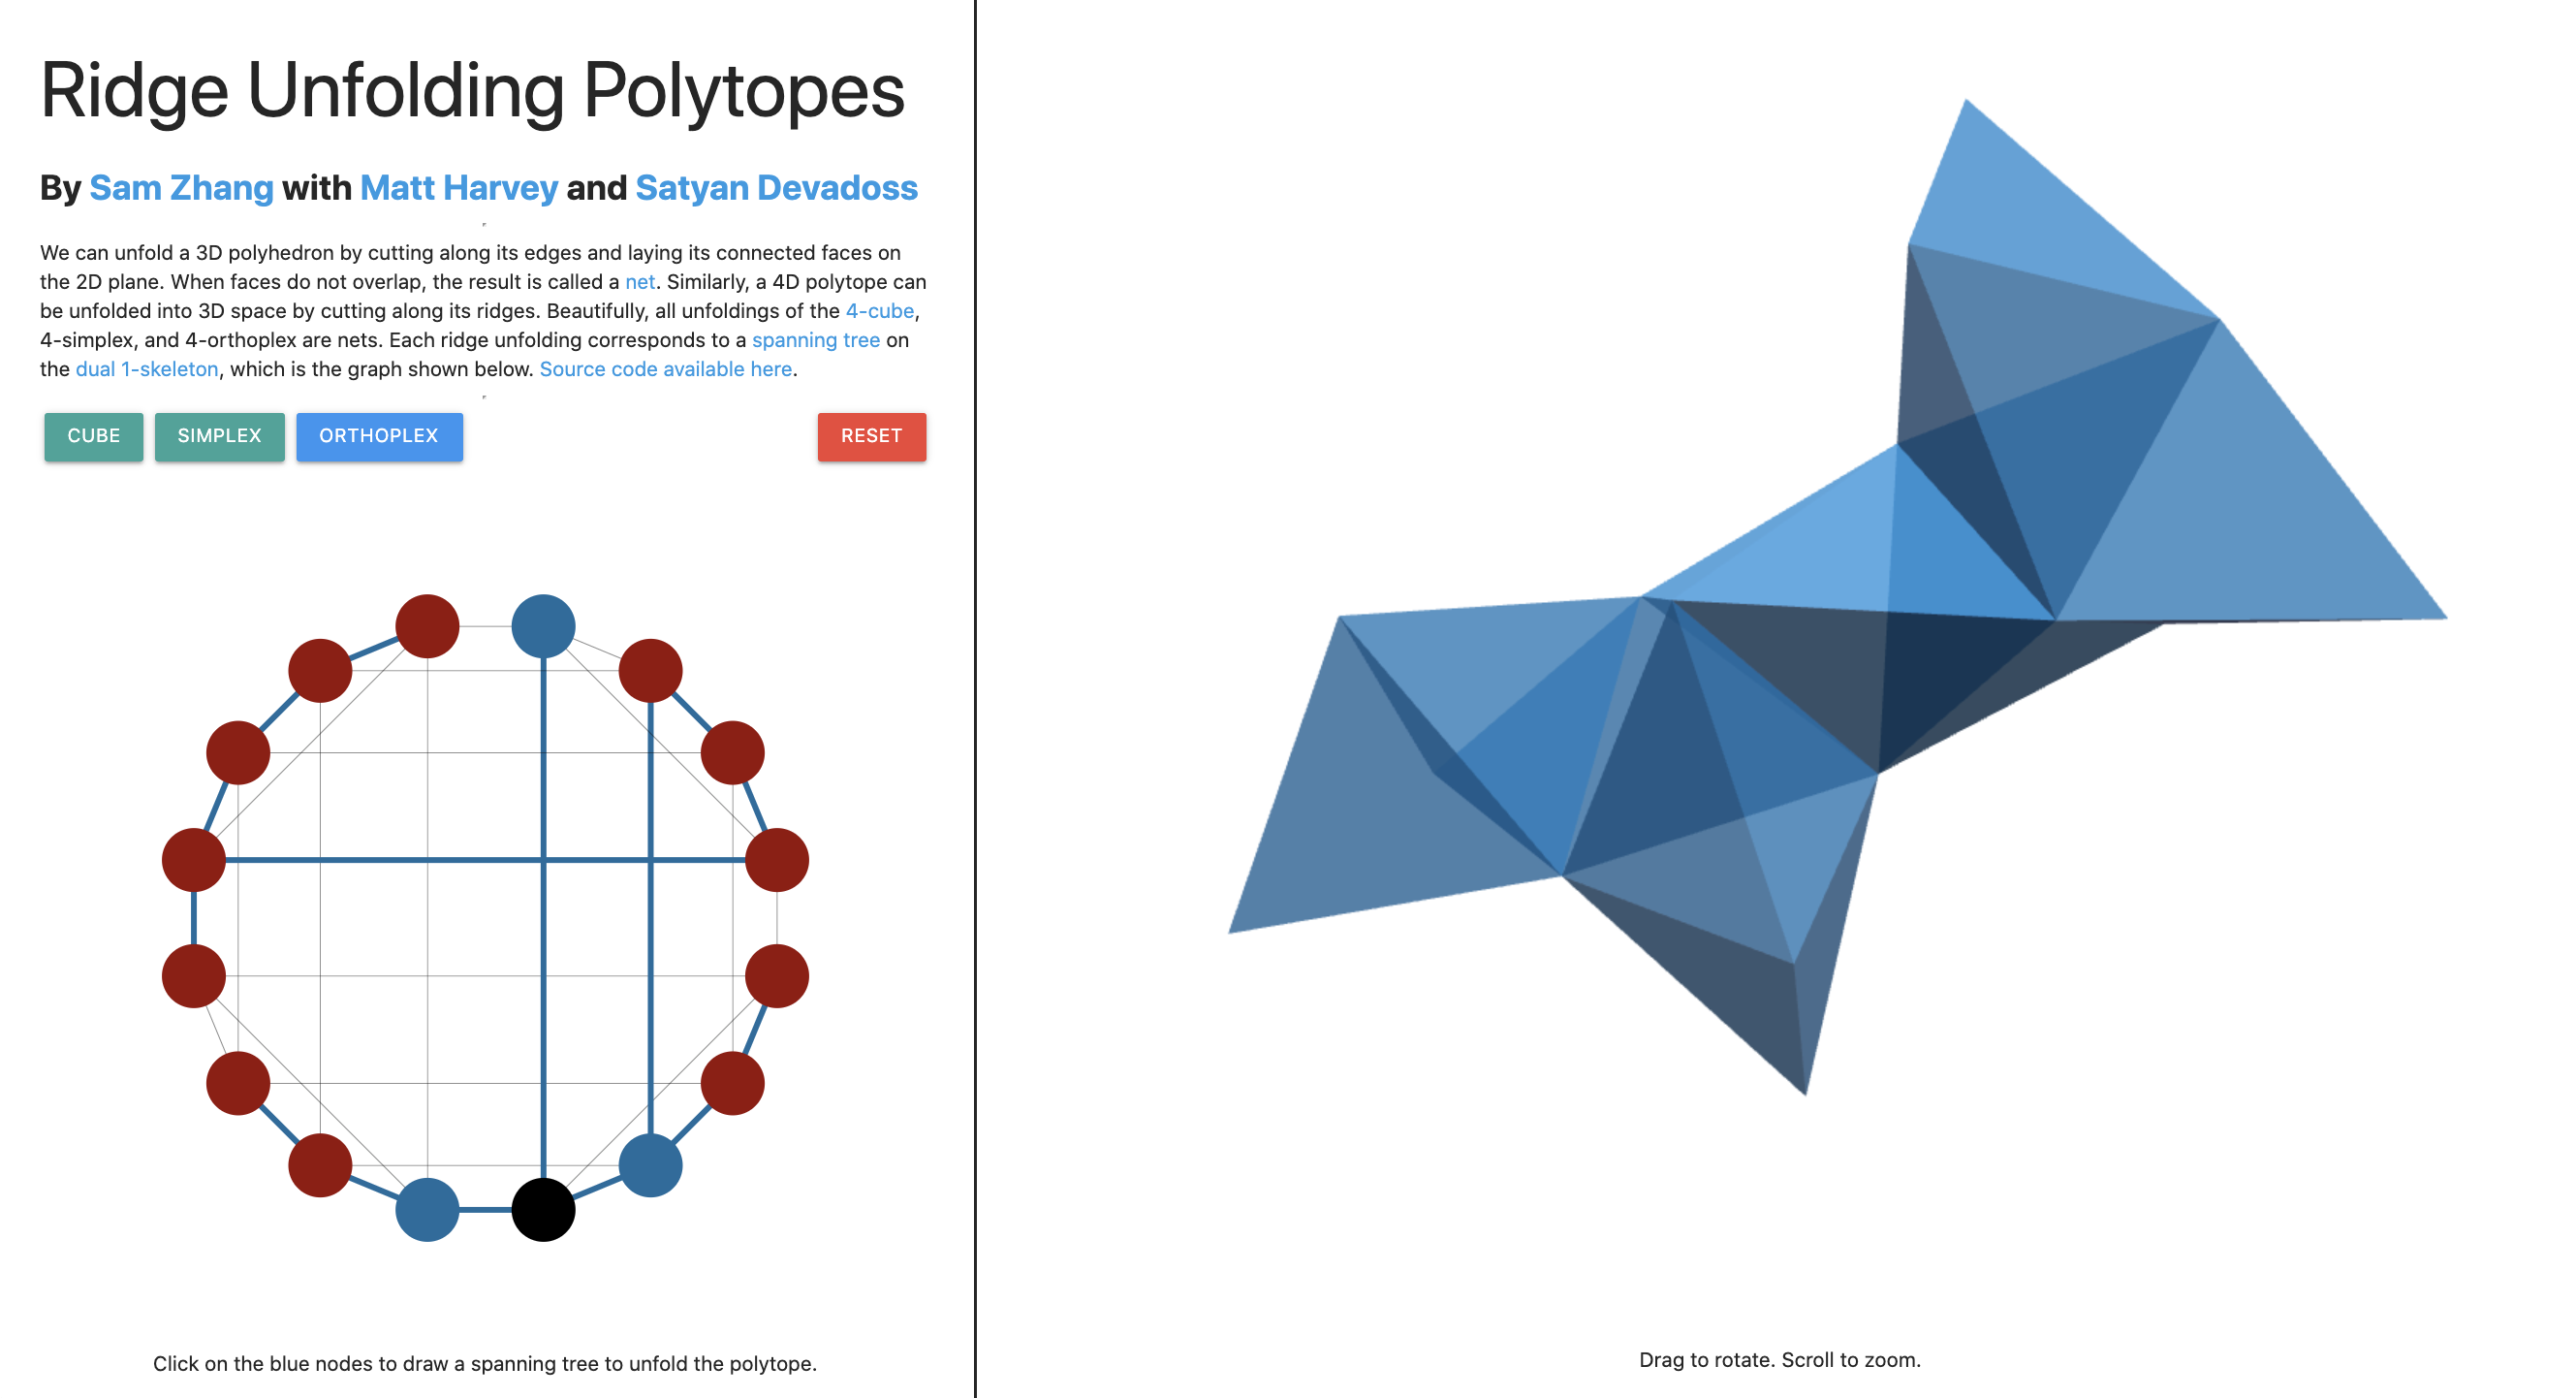 Ridge Unfolding Polytopes
By Sam Zhang with Matt Harvey and Satyan Devadoss
We can unfold a 3D polyhedron by cutting along its edges and laying its connected faces on
the 2D plane. When faces do not overlap, the result is called a net. Similarly, a 4D polytope can
be unfolded into 3D space by cutting along its ridges. Beautifully, all unfoldings of the 4-cube,
4-simplex, and 4-orthoplex are nets. Each ridge unfolding corresponds to a spanning tree on
the dual 1-skeleton, which is the graph shown below. Source code available here.
CUBE SIMPLEX ORTHOPLEX RESET
Click on the blue nodes to draw a spanning tree to unfold the polytope.
Drag to rotate. Scroll to zoom.